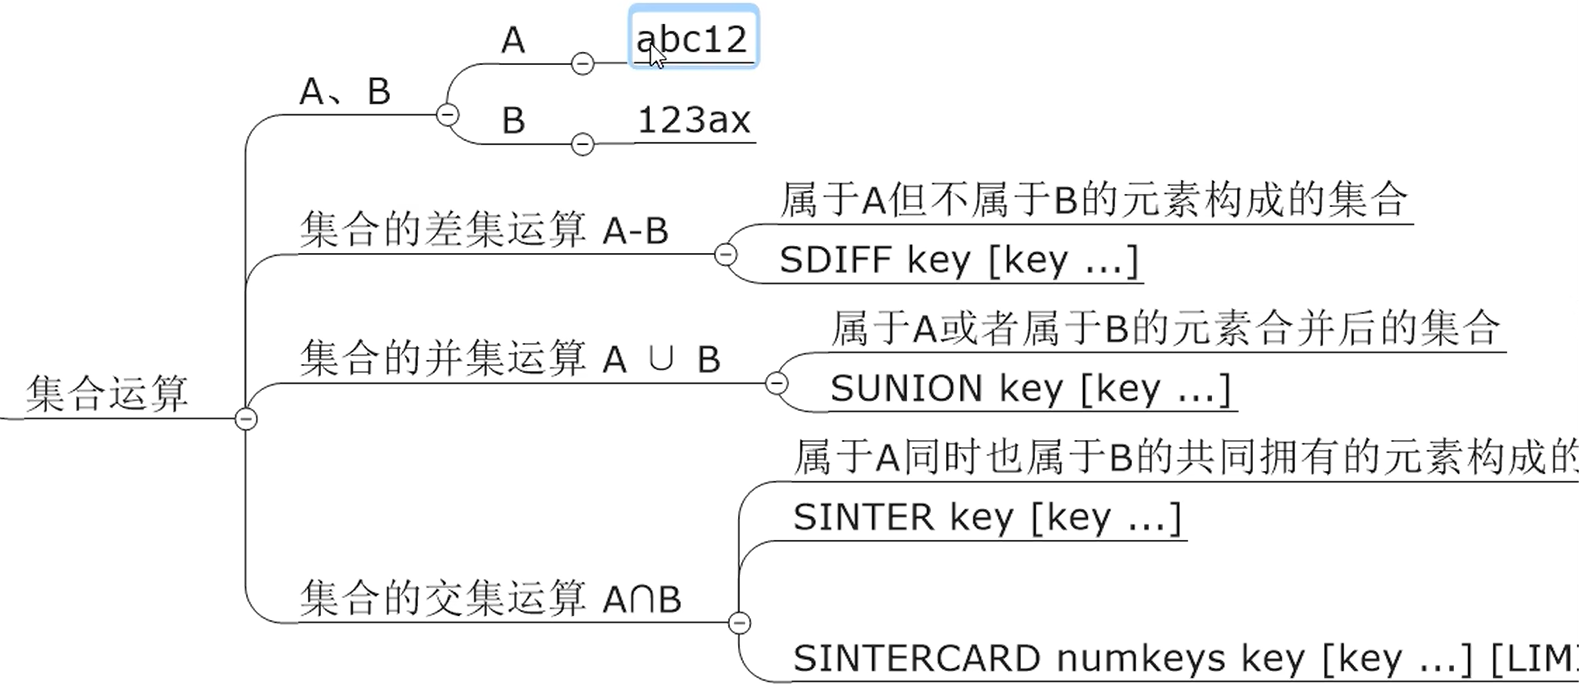 A
abc12
A、B
B
123ax
属于A但不属于B的元素构成的集合
集合的差集运算 A-B
SDIFF key [key ...]
属于A或者属于B的元素合并后的集合
集合的并集运算 A ∪ B
SUNION key [key ...]
集合运算
属于A同时也属于B的共同拥有的元素构成的
SINTER key [key ...]
集合的交集运算 A∩B
SINTERCARD numkeys key [key ...] [LIM